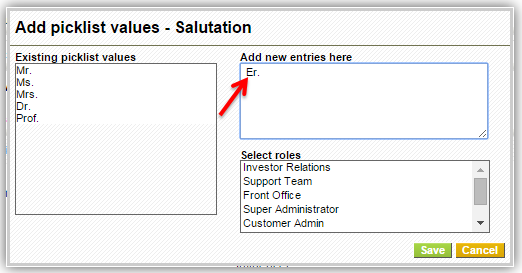 Add picklist values - Salutation
Existing picklist values
Mr.
Ms.
Mrs.
Dr.
Prof.
Add new entries here
Er.
Select roles
Investor Relations
Support Team
Front Office
Super Administrator
Customer Admin
Save
Cancel